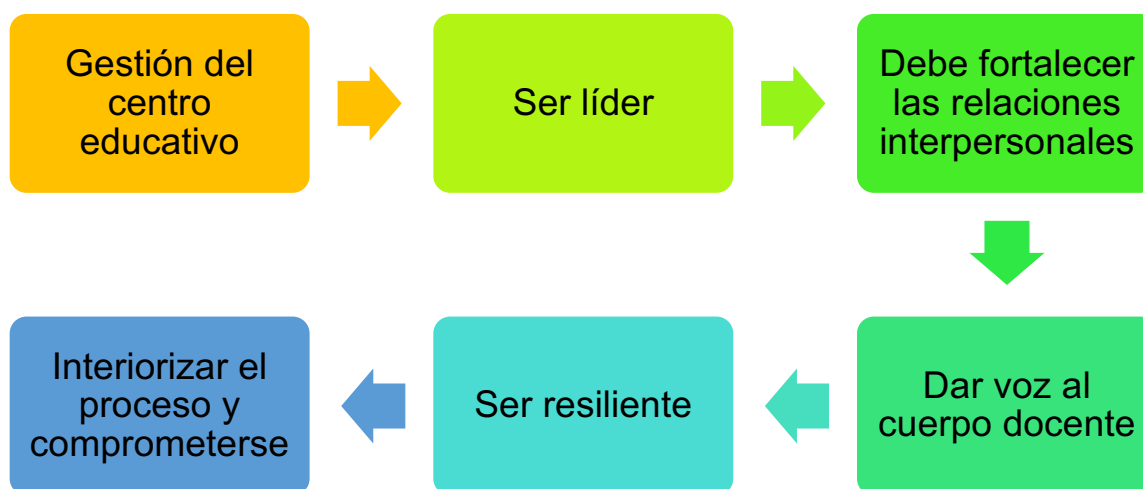 Gestión del
centro
educativo
Ser líder
Debe fortalecer
las relaciones
interpersonales
Dar voz al
cuerpo docente
Ser resiliente
Interiorizar el
proceso y
comprometerse